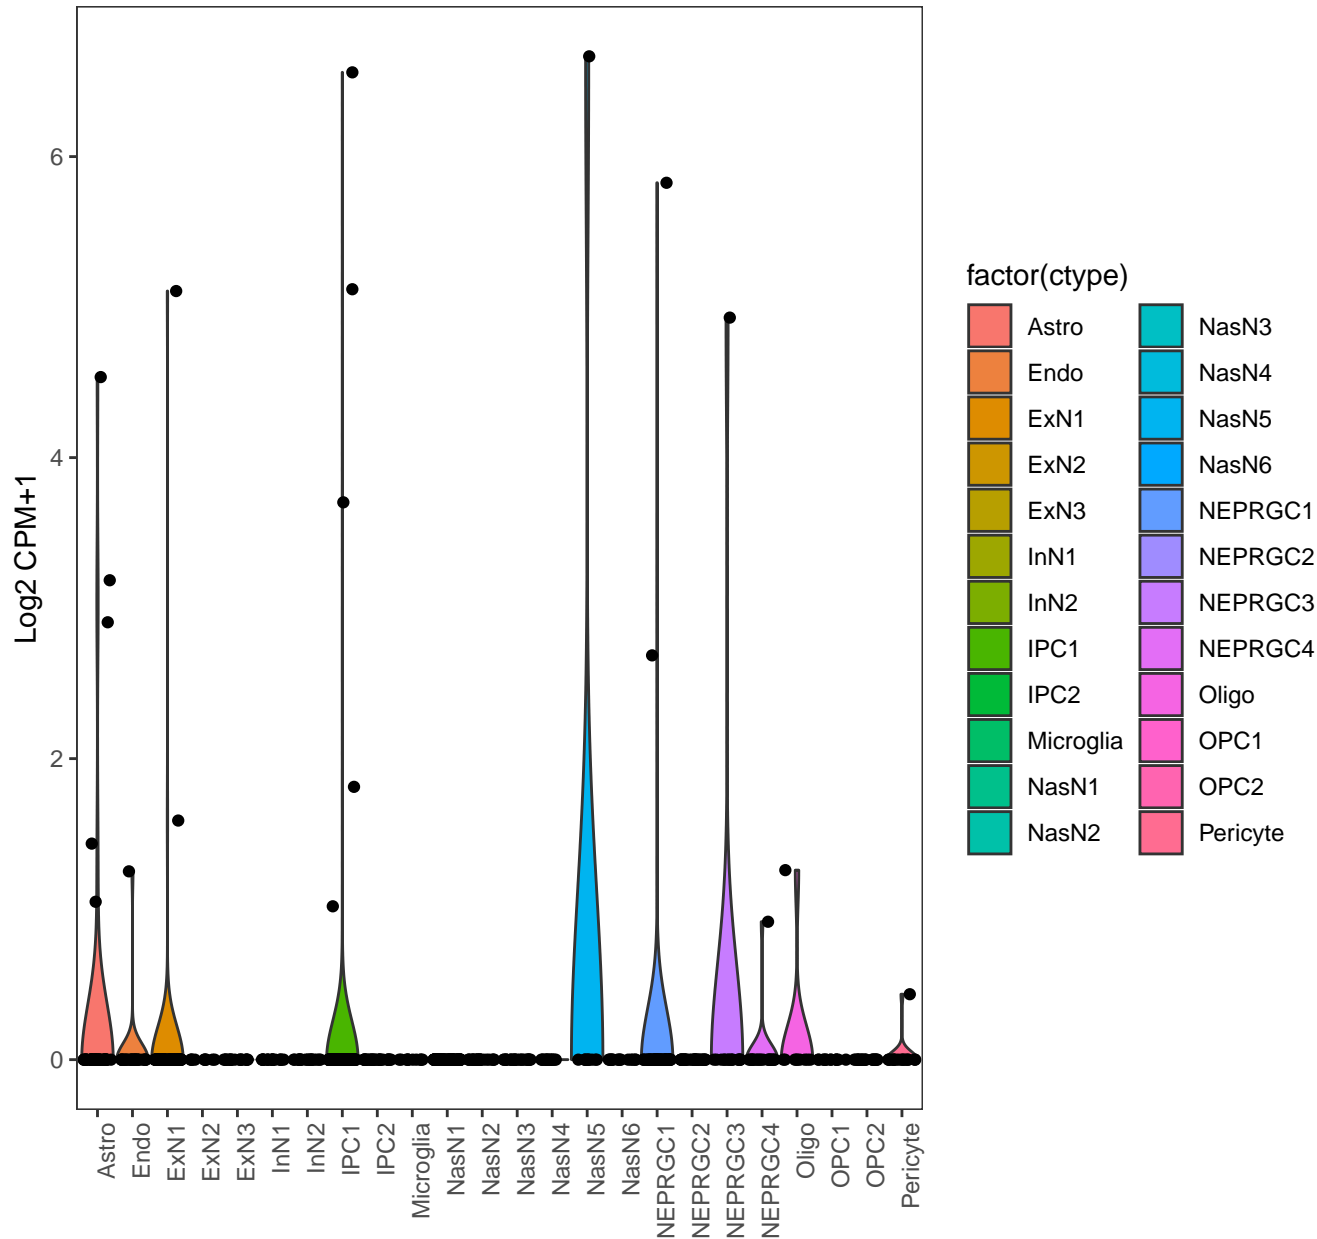 6
4
2
0
Log2 CPM+1
Astro
Endo
ExN1
ExN2
ExN3
InN1
InN2
IPC1
IPC2
Microglia
NasN1
NasN2
NasN3
NasN4
NasN5
NasN6
NEPRGC1
NEPRGC2
NEPRGC3
NEPRGC4
Oligo
OPC1
OPC2
Pericyte
factor(ctype)
Astro
Endo
ExN1
ExN2
ExN3
InN1
InN2
IPC1
IPC2
Microglia
NasN1
NasN2
NasN3
NasN4
NasN5
NasN6
NEPRGC1
NEPRGC2
NEPRGC3
NEPRGC4
Oligo
OPC1
OPC2
Pericyte